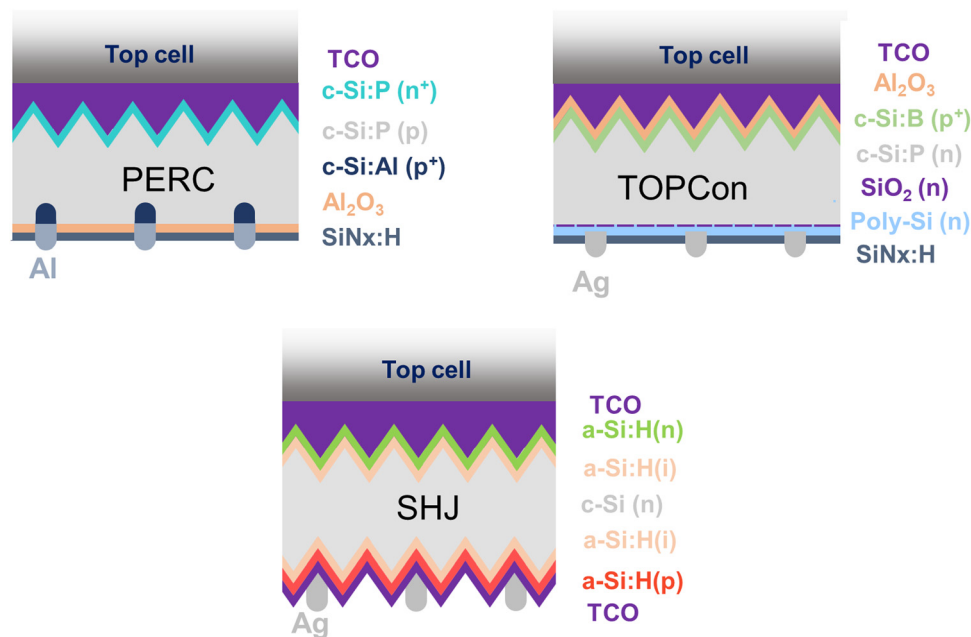 Top cell
TCO
c-Si:P (n⁺)
c-Si:P (p)
PERC
c-Si:Al (p⁺)
Al₂O₃
SiNx:H
Al
Top cell
TCO
Al₂O₃
c-Si:B (p⁺)
c-Si:P (n)
TOPCon
SiO₂ (n)
Poly-Si (n)
SiNx:H
Ag
Top cell
TCO
a-Si:H(n)
a-Si:H(i)
SHJ
c-Si (n)
a-Si:H(i)
a-Si:H(p)
TCO
Ag